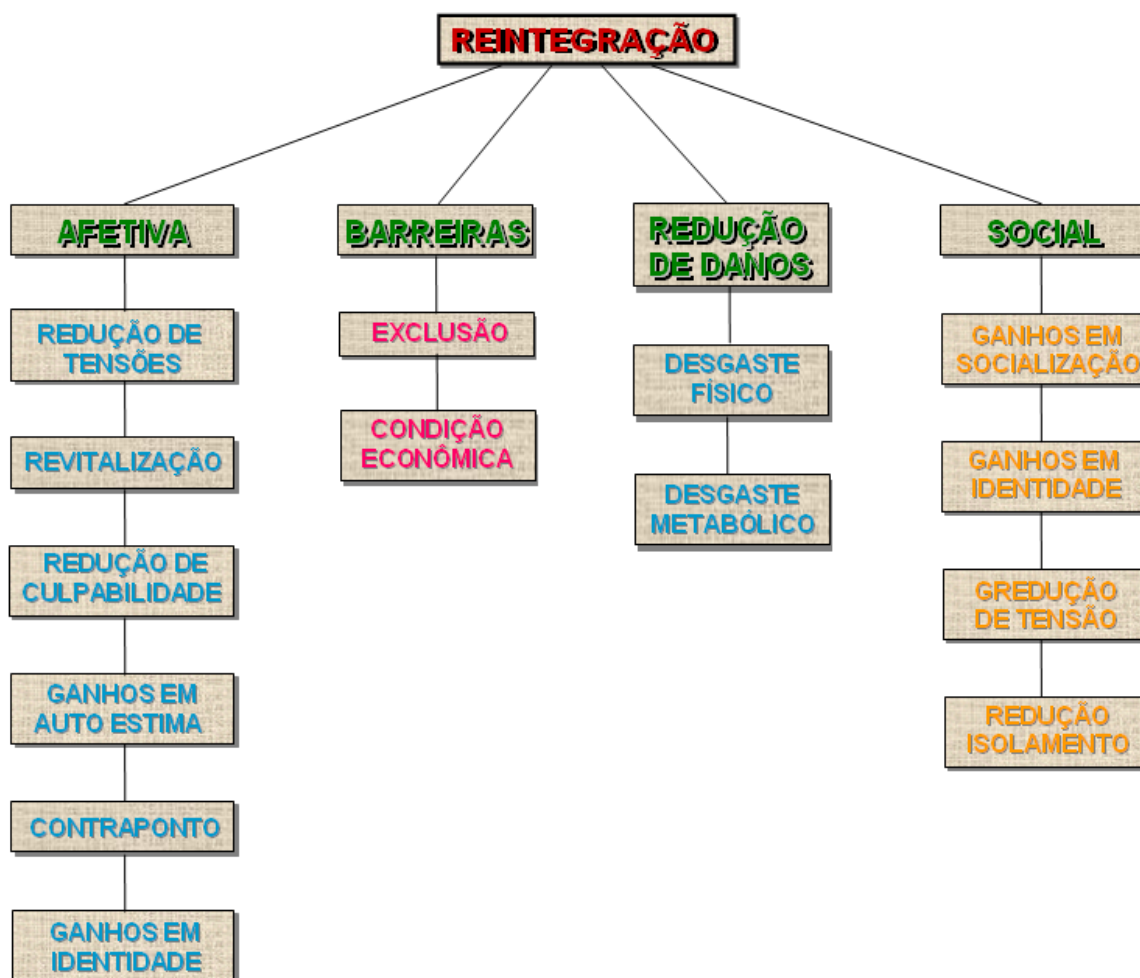 REINTEGRAÇÃO
AFETIVA
REDUÇÃO DE
TENSÕES
REVITALIZAÇÃO
REDUÇÃO DE
CULPABILIDADE
GANHOS EM
AUTO ESTIMA
CONTRAPONTO
GANHOS EM
IDENTIDADE
BARREIRAS
EXCLUSÃO
CONDIÇÃO
ECONÔMICA
REDUÇÃO
DE DANOS
DESGASTE
FÍSICO
DESGASTE
METABÓLICO
SOCIAL
GANHOS EM
SOCIALIZAÇÃO
GANHOS EM
IDENTIDADE
GREDUÇÃO
DE TENSÃO
REDUÇÃO
ISOLAMENTO